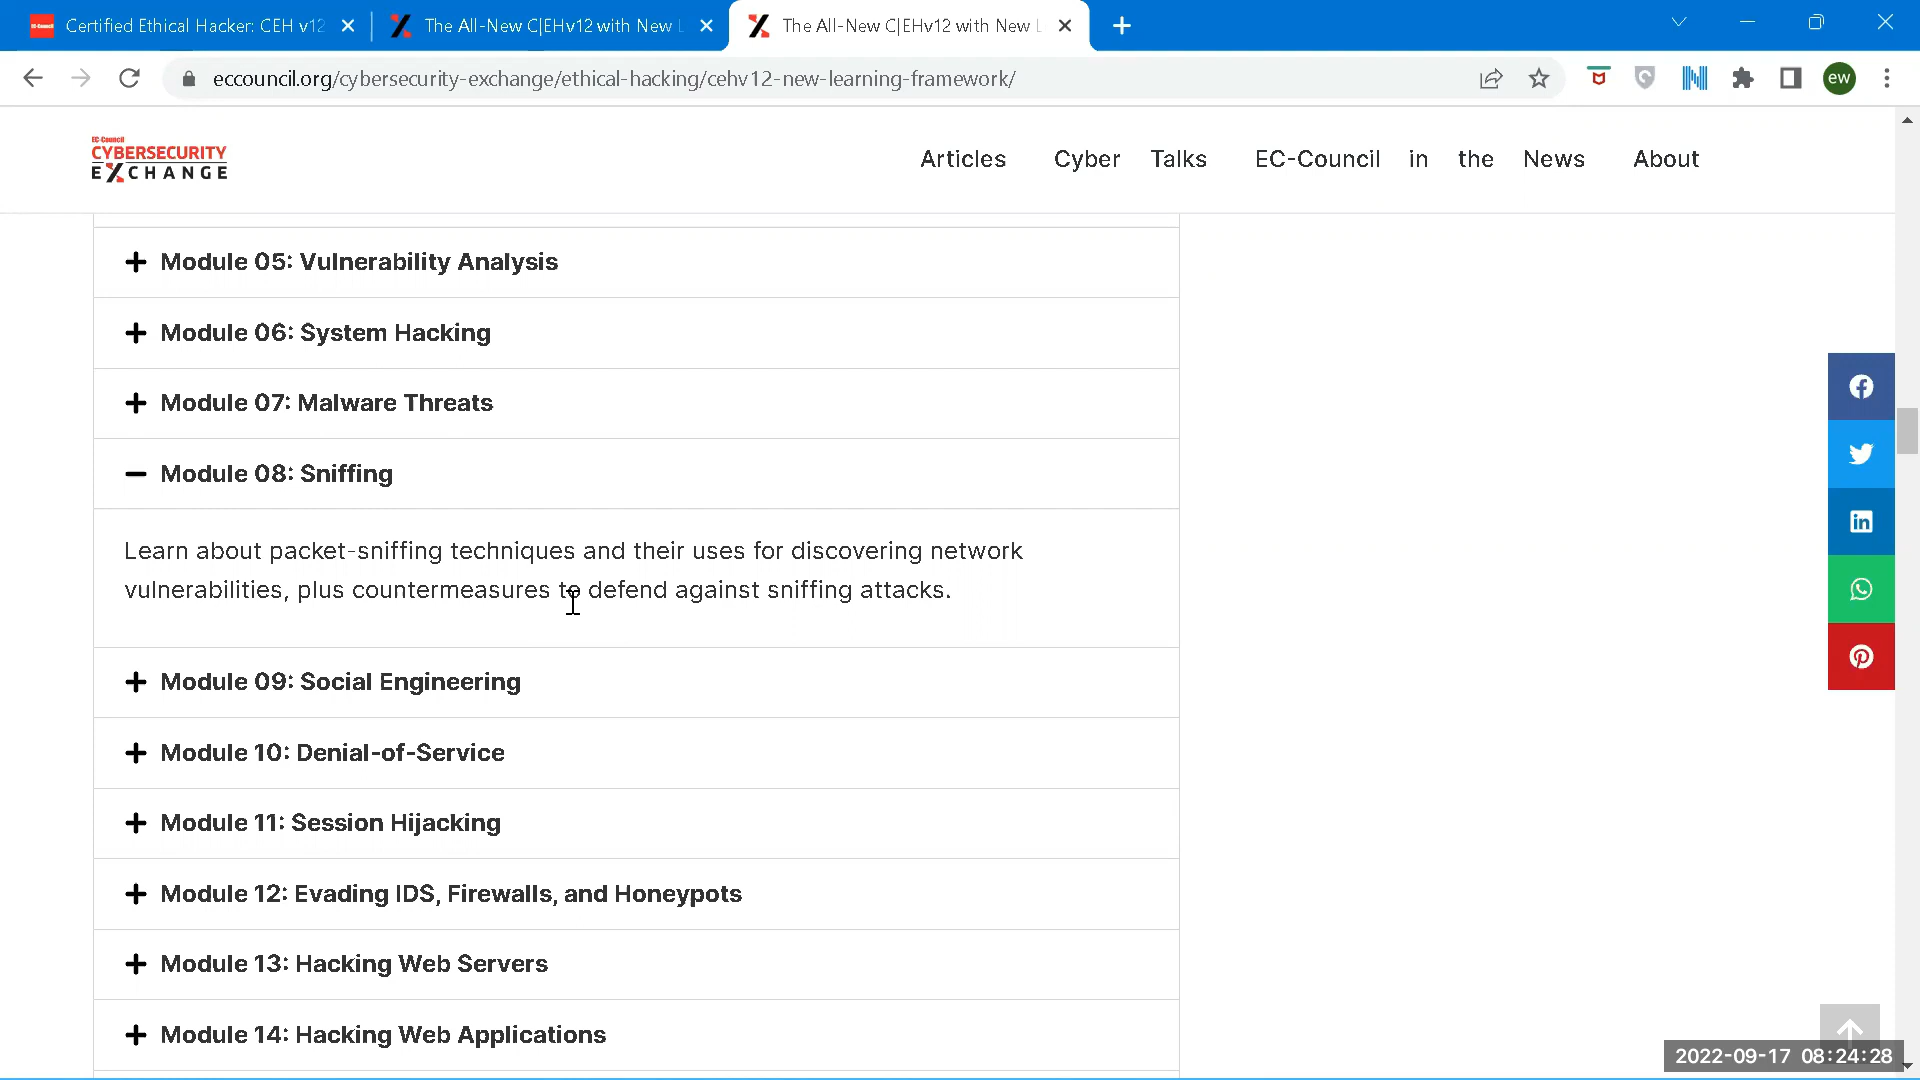 Certified Ethical Hacker: CEH v12
The All-New C|EHv12 with New L
The All-New C|EHv12 with New L
eccouncil.org/cybersecurity-exchange/ethical-hacking/cehv12-new-learning-framework/
ew
EC-Council
CYBERSECURITY
EXCHANGE
Articles Cyber Talks EC-Council in the News About
Module 05: Vulnerability Analysis
Module 06: System Hacking
Module 07: Malware Threats
Module 08: Sniffing
Learn about packet-sniffing techniques and their uses for discovering network
vulnerabilities, plus countermeasures to defend against sniffing attacks.
Module 09: Social Engineering
Module 10: Denial-of-Service
Module 11: Session Hijacking
Module 12: Evading IDS, Firewalls, and Honeypots
Module 13: Hacking Web Servers
Module 14: Hacking Web Applications
2022-09-17 08:24:28